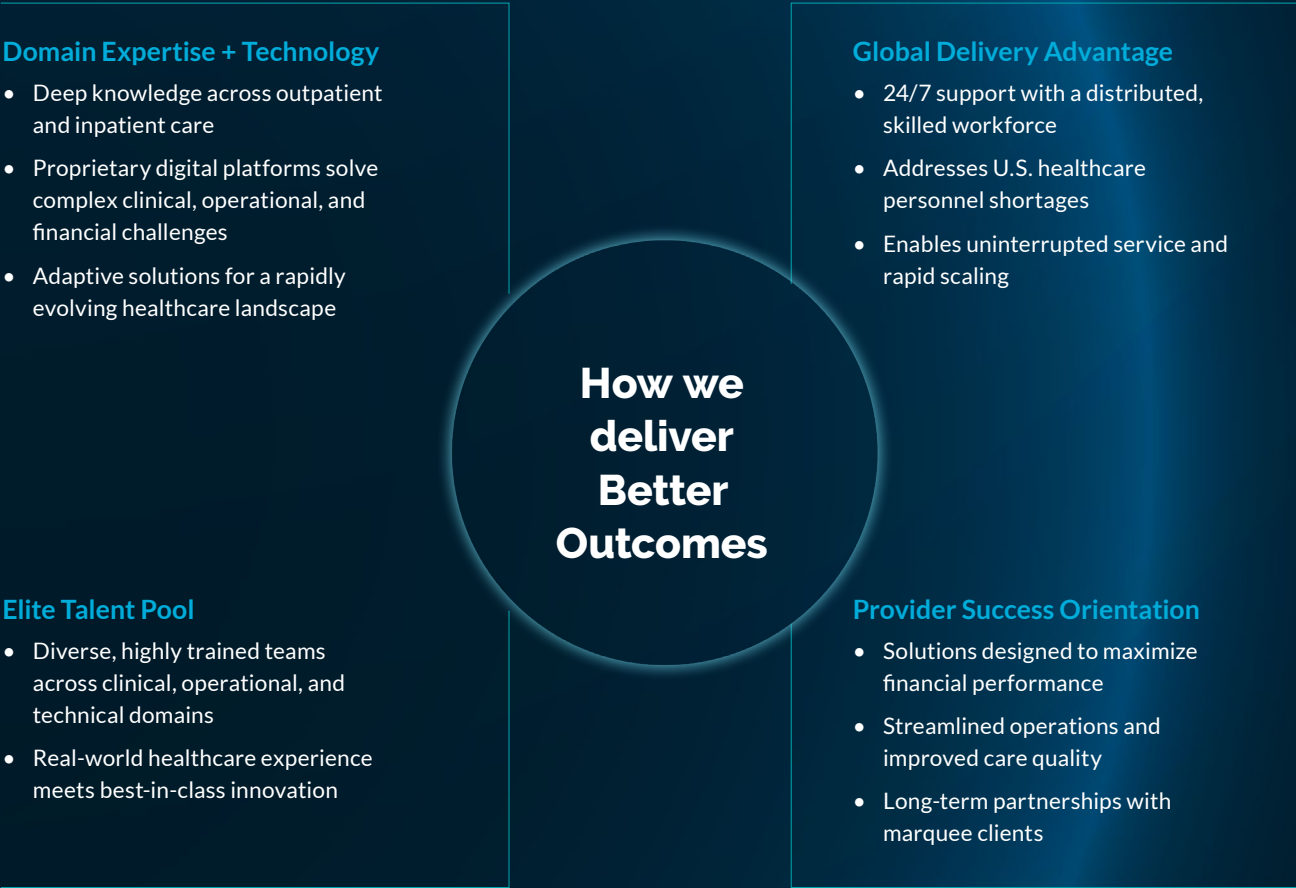 Domain Expertise + Technology
• Deep knowledge across outpatient
and inpatient care
• Proprietary digital platforms solve
complex clinical, operational, and
financial challenges
• Adaptive solutions for a rapidly
evolving healthcare landscape
Global Delivery Advantage
• 24/7 support with a distributed,
skilled workforce
• Addresses U.S. healthcare
personnel shortages
• Enables uninterrupted service and
rapid scaling
How we
deliver
Better
Outcomes
Elite Talent Pool
• Diverse, highly trained teams
across clinical, operational, and
technical domains
• Real-world healthcare experience
meets best-in-class innovation
Provider Success Orientation
• Solutions designed to maximize
financial performance
• Streamlined operations and
improved care quality
• Long-term partnerships with
marquee clients